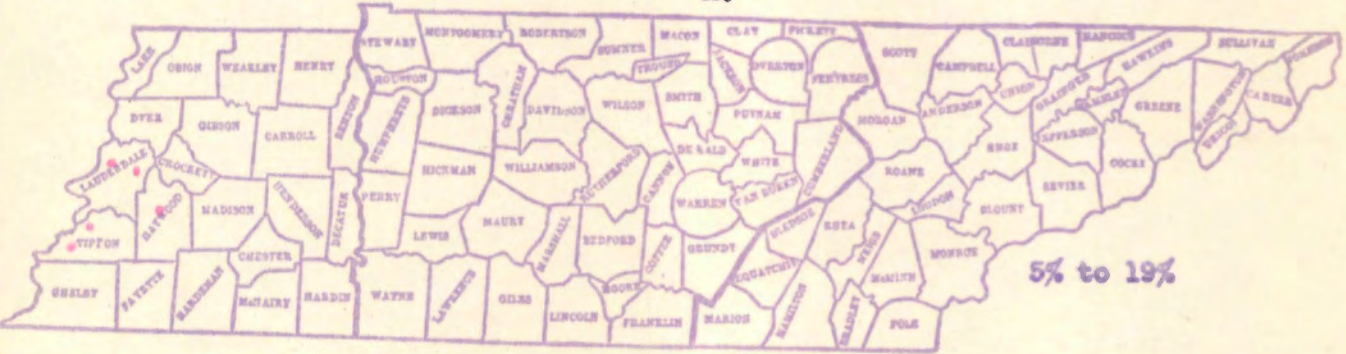 LAKE
OBION
WEAKLEY
HENRY
STEWART
MONTGOMERY
ROBERTSON
SUMNER
MACON
CLAY
PICKETT
SCOTT
CAMPBELL
CLAIBORNE
HANCOCK
HAWKINS
SULLIVAN
JOHNSON
HOUSTON
TROUSDALE
JACKSON
OVERTON
FENTRESS
UNION
GRAINGER
HAMBLEN
GREENE
WASHINGTON
CARTER
UNICOI
DYER
GIBSON
CARROLL
BENTON
HUMPHREYS
DICKSON
CHEATHAM
DAVIDSON
WILSON
SMITH
PUTNAM
MORGAN
ANDERSON
KNOX
JEFFERSON
COCKE
LAUDERDALE
CROCKETT
HICKMAN
WILLIAMSON
RUTHERFORD
CANNON
DE KALB
WHITE
CUMBERLAND
ROANE
LOUDON
BLOUNT
SEVIER
TIPTON
HAYWOOD
MADISON
HENDERSON
DECATUR
PERRY
LEWIS
MAURY
MARSHALL
BEDFORD
COFFEE
WARREN
VAN BUREN
GRUNDY
BLEDSOE
RHEA
MEIGS
MCMINN
MONROE
CHESTER
SHELBY
FAYETTE
HARDEMAN
McNAIRY
HARDIN
WAYNE
LAWRENCE
GILES
LINCOLN
MOORE
FRANKLIN
MARION
SEQUATCHIE
HAMILTON
BRADLEY
POLK
5% to 19%